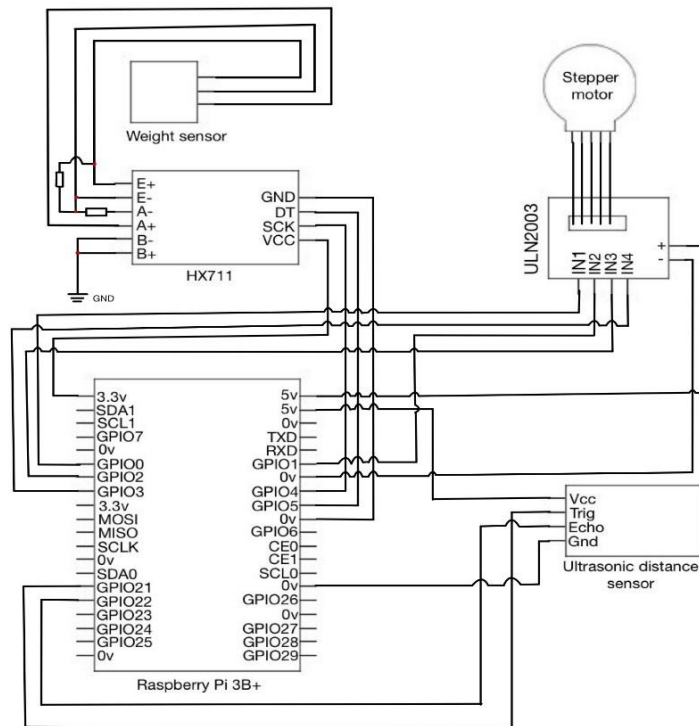 Stepper
motor
Weight sensor
E+
E-
A-
A+
B-
B+
GND
DT
SCK
VCC
HX711
GND
ULN2003
IN1
IN2
IN3
IN4
+
-
3.3v
SDA1
SCL1
GPIO7
0v
GPIO0
GPIO2
GPIO3
3.3v
MOSI
MISO
SCLK
0v
SDA0
GPIO21
GPIO22
GPIO23
GPIO24
GPIO25
0v
5v
5v
0v
TXD
RXD
GPIO1
0v
GPIO4
GPIO5
0v
GPIO6
CE0
CE1
SCL0
0v
GPIO26
0v
GPIO27
GPIO28
GPIO29
Raspberry Pi 3B+
Vcc
Trig
Echo
Gnd
Ultrasonic distance
sensor